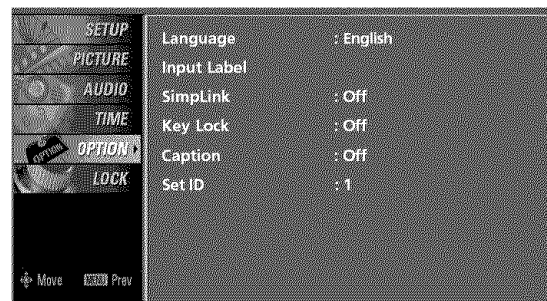 SETUP
PICTURE
AUDIO
TIME
OPTION
LOCK
Move MENU Prev
Language : English
Input Label
SimpLink : Off
Key Lock : Off
Caption : Off
Set ID : 1